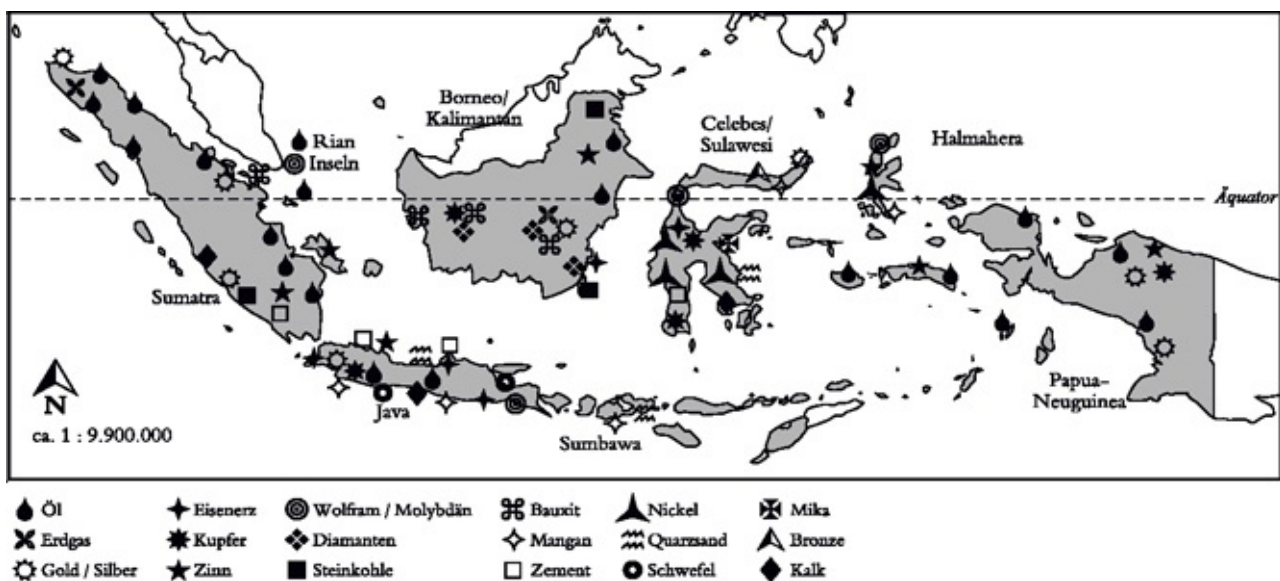 Borneo/
Kalimantan
Celebes/
Sulawesi
Halmahera
Rian
Inseln
Äquator
Sumatra
Papua-
Neuguinea
Java
Sumbawa
N
ca. 1 : 9.900.000
Öl
Eisenerz
Wolfram / Molybdän
Bauxit
Nickel
Mika
Erdgas
Kupfer
Diamanten
Mangan
Quarzsand
Bronze
Gold / Silber
Zinn
Steinkohle
Zement
Schwefel
Kalk